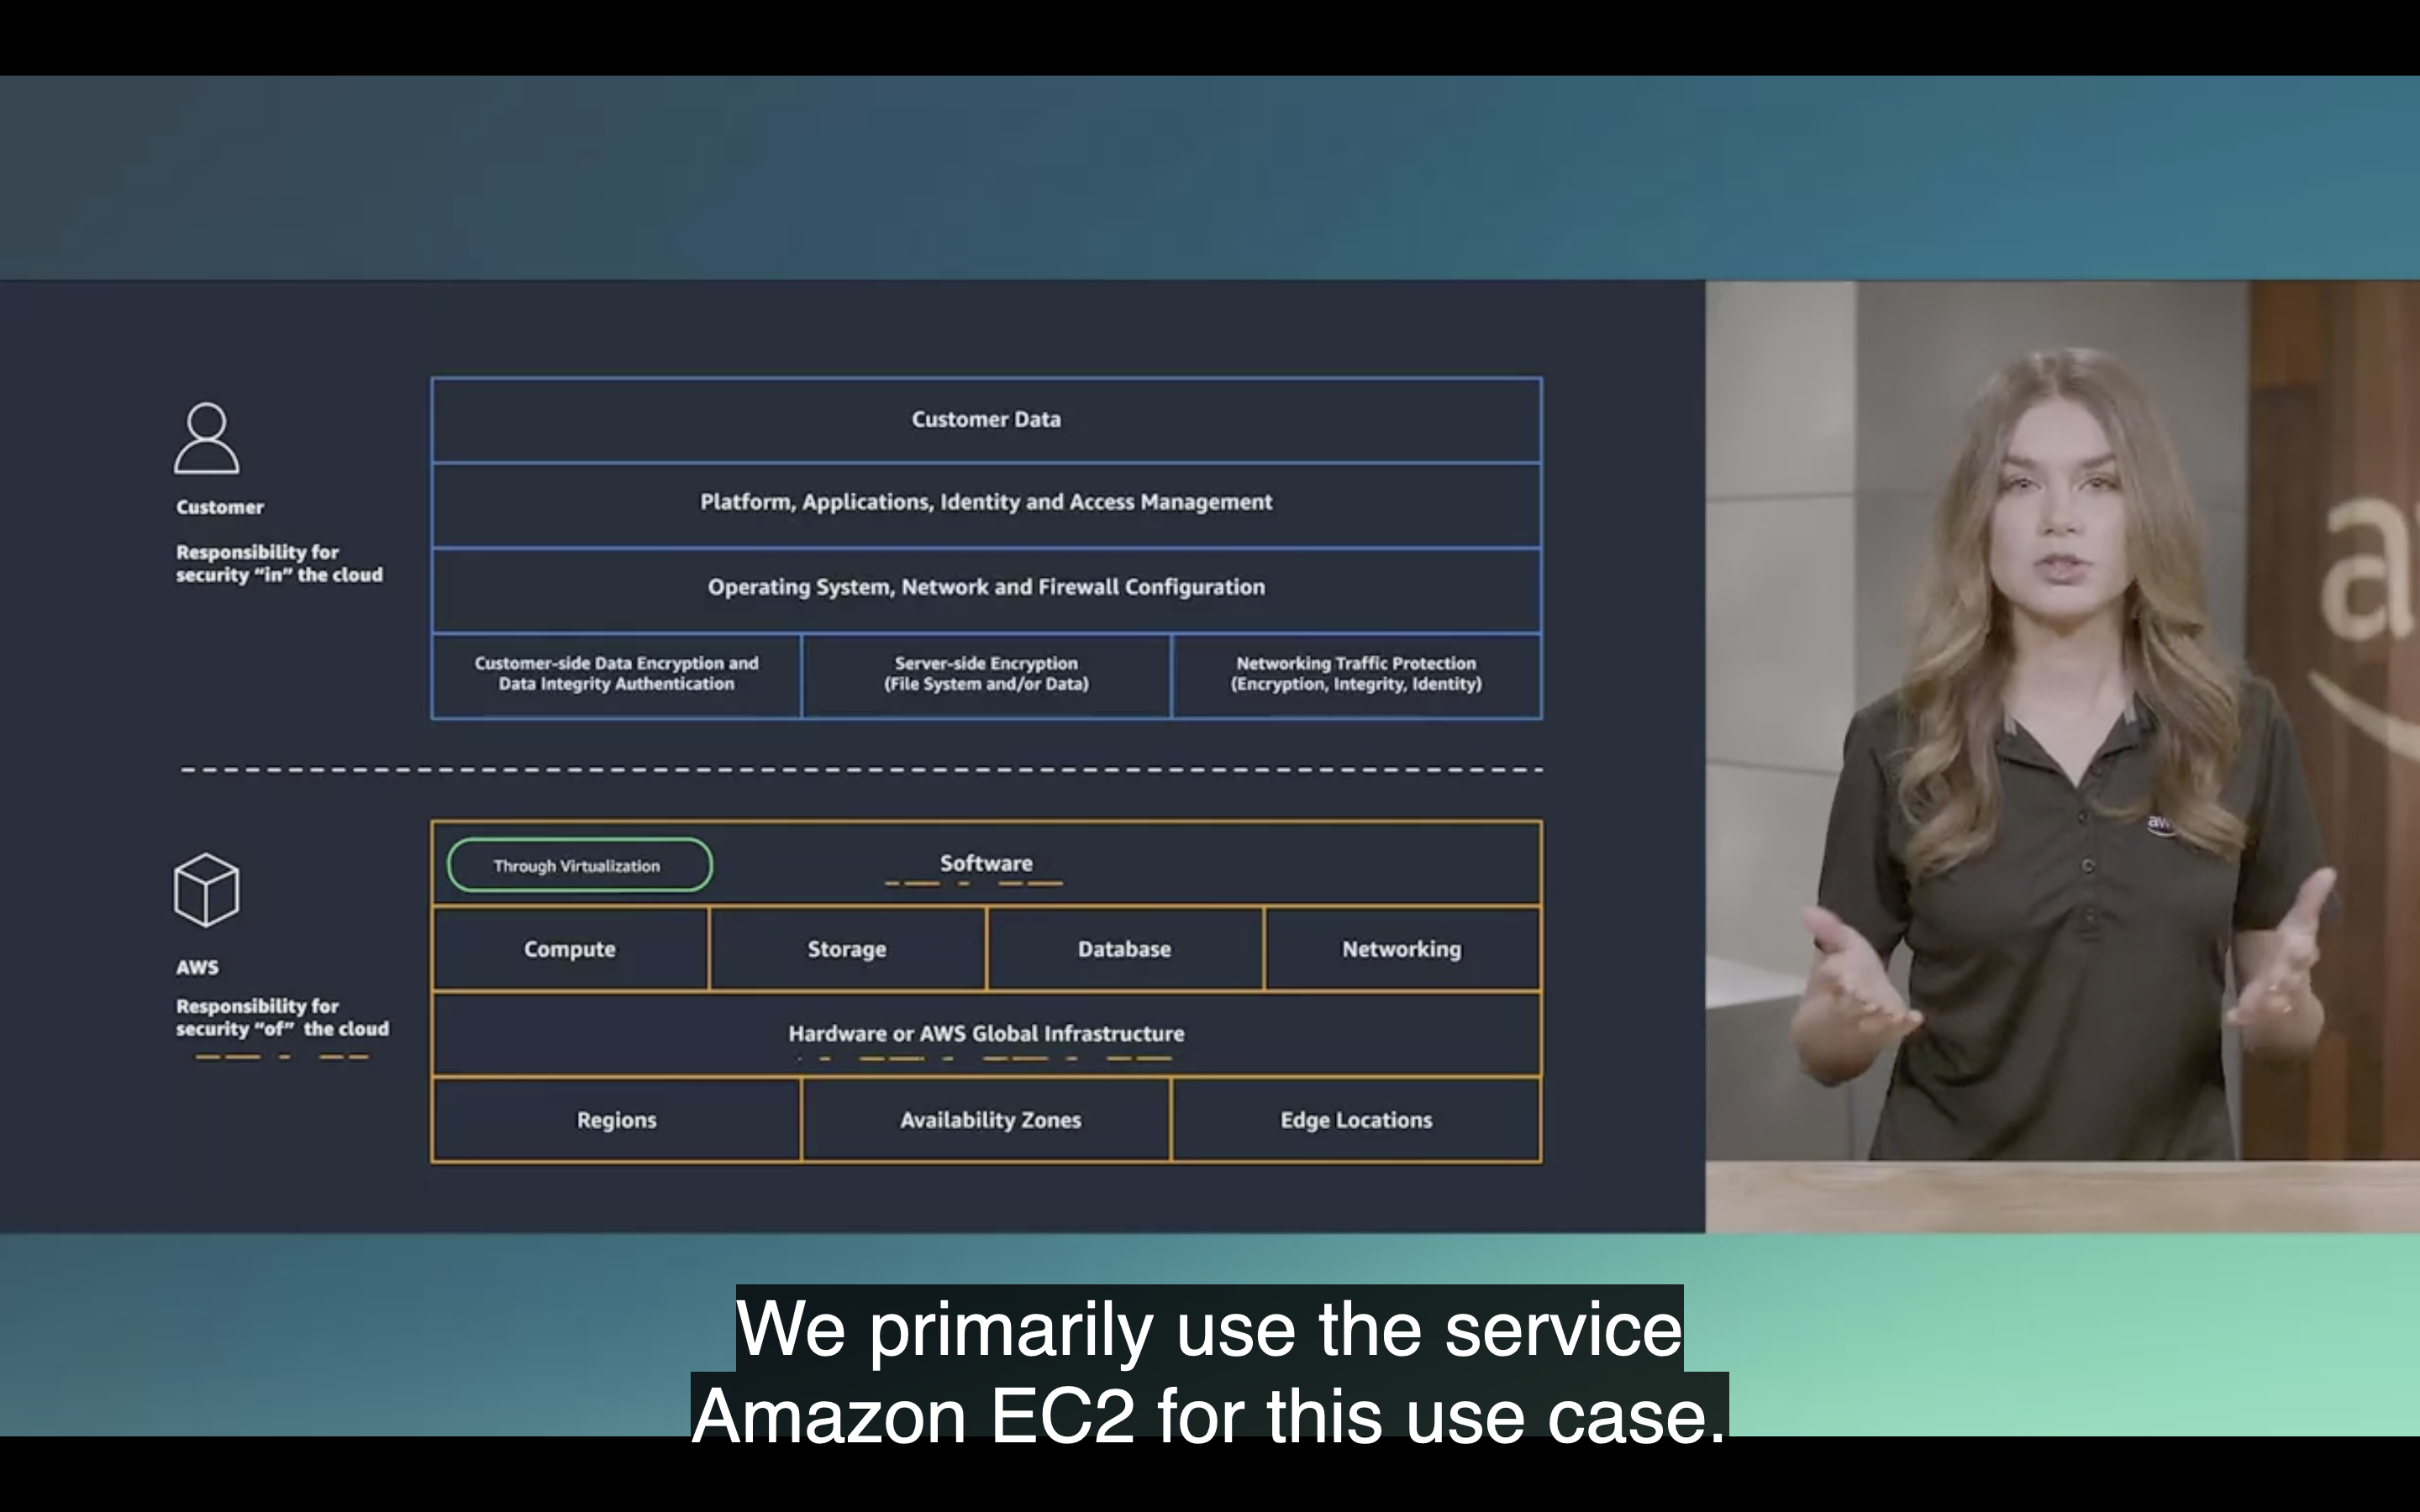 Customer
Responsibility for
security “in” the cloud
Customer Data
Platform, Applications, Identity and Access Management
Operating System, Network and Firewall Configuration
Customer-side Data Encryption and
Data Integrity Authentication
Server-side Encryption
(File System and/or Data)
Networking Traffic Protection
(Encryption, Integrity, Identity)
AWS
Responsibility for
security “of” the cloud
Through Virtualization
Software
Compute
Storage
Database
Networking
Hardware or AWS Global Infrastructure
Regions
Availability Zones
Edge Locations
We primarily use the service
Amazon EC2 for this use case.